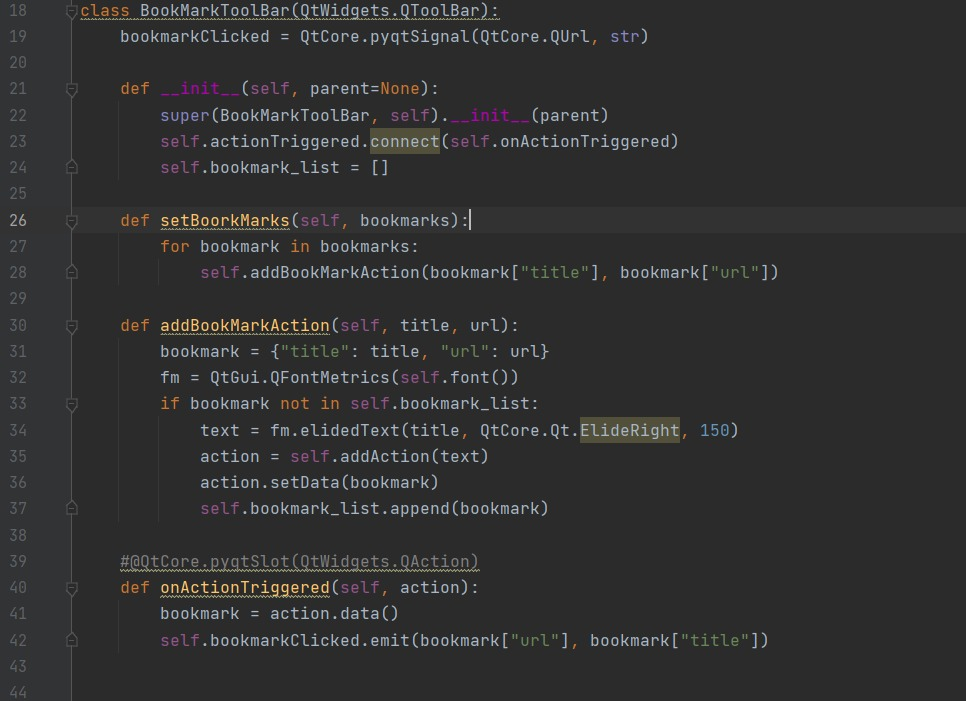 18 class BookMarkToolBar(QtWidgets.QToolBar):
19     bookmarkClicked = QtCore.pyqtSignal(QtCore.QUrl, str)
20
21     def __init__(self, parent=None):
22         super(BookMarkToolBar, self).__init__(parent)
23         self.actionTriggered.connect(self.onActionTriggered)
24         self.bookmark_list = []
25
26     def setBoorkMarks(self, bookmarks):
27         for bookmark in bookmarks:
28             self.addBookMarkAction(bookmark["title"], bookmark["url"])
29
30     def addBookMarkAction(self, title, url):
31         bookmark = {"title": title, "url": url}
32         fm = QtGui.QFontMetrics(self.font())
33         if bookmark not in self.bookmark_list:
34             text = fm.elidedText(title, QtCore.Qt.ElideRight, 150)
35             action = self.addAction(text)
36             action.setData(bookmark)
37             self.bookmark_list.append(bookmark)
38
39     #@QtCore.pyqtSlot(QtWidgets.QAction)
40     def onActionTriggered(self, action):
41         bookmark = action.data()
42         self.bookmarkClicked.emit(bookmark["url"], bookmark["title"])
43
44